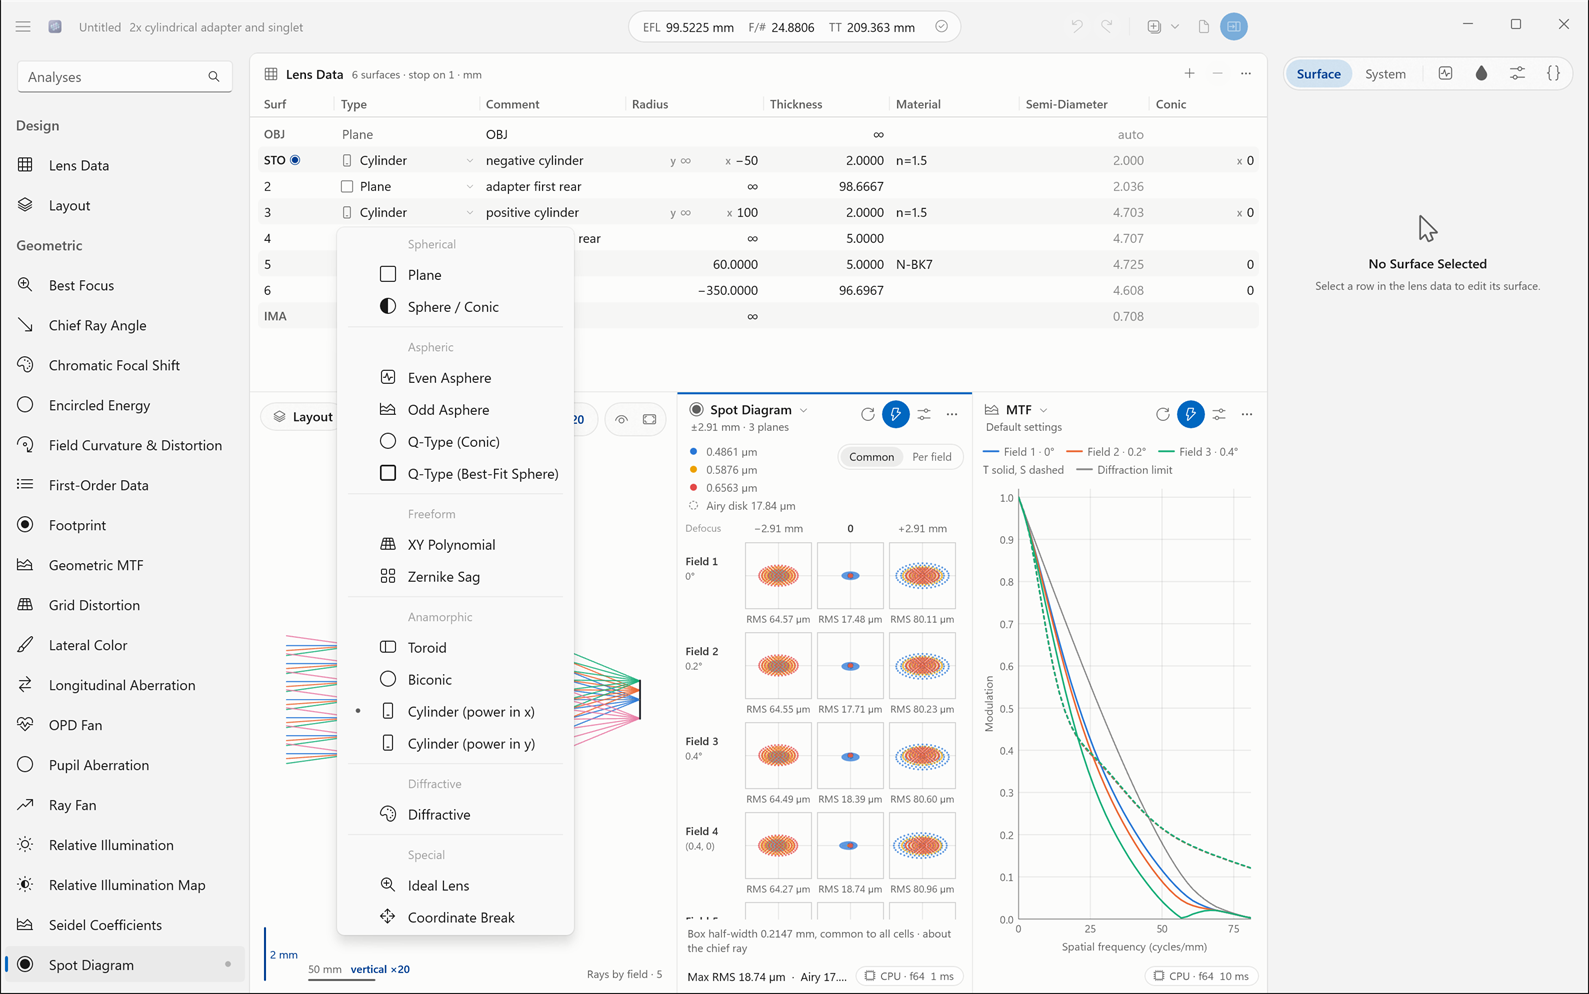 Untitled 2x cylindrical adapter and singlet
EFL 99.5225 mm F/# 24.8806 TT 209.363 mm
Analyses
Design
Lens Data
Layout
Geometric
Best Focus
Chief Ray Angle
Chromatic Focal Shift
Encircled Energy
Field Curvature & Distortion
First-Order Data
Footprint
Geometric MTF
Grid Distortion
Lateral Color
Longitudinal Aberration
OPD Fan
Pupil Aberration
Ray Fan
Relative Illumination
Relative Illumination Map
Seidel Coefficients
Spot Diagram
Lens Data 6 surfaces · stop on 1 · mm
Surf Type Comment Radius Thickness Material Semi-Diameter Conic
OBJ Plane OBJ ∞ auto
STO Cylinder negative cylinder y ∞ x −50 2.0000 n=1.5 2.000 x 0
2 Plane adapter first rear ∞ 98.6667 2.036
3 Cylinder positive cylinder y ∞ x 100 2.0000 n=1.5 4.703 x 0
4 rear ∞ 5.0000 4.707
5 60.0000 5.0000 N-BK7 4.725 0
6 −350.0000 96.6967 4.608 0
IMA ∞ 0.708
Spherical
Plane
Sphere / Conic
Aspheric
Even Asphere
Odd Asphere
Q-Type (Conic)
Q-Type (Best-Fit Sphere)
Freeform
XY Polynomial
Zernike Sag
Anamorphic
Toroid
Biconic
Cylinder (power in x)
Cylinder (power in y)
Diffractive
Diffractive
Special
Ideal Lens
Coordinate Break
Layout
20
2 mm
50 mm vertical ×20
Rays by field · 5
Spot Diagram
±2.91 mm · 3 planes
0.4861 µm
0.5876 µm
0.6563 µm
Airy disk 17.84 µm
Common Per field
Defocus −2.91 mm 0 +2.91 mm
Field 1
0°
RMS 64.57 µm RMS 17.48 µm RMS 80.11 µm
Field 2
0.2°
RMS 64.55 µm RMS 17.71 µm RMS 80.23 µm
Field 3
0.4°
RMS 64.49 µm RMS 18.39 µm RMS 80.60 µm
Field 4
(0.4, 0)
RMS 64.27 µm RMS 18.74 µm RMS 80.96 µm
Box half-width 0.2147 mm, common to all cells · about
the chief ray
Max RMS 18.74 µm · Airy 17.... CPU · f64 1 ms
MTF
Default settings
Field 1 · 0° Field 2 · 0.2° Field 3 · 0.4°
T solid, S dashed Diffraction limit
Modulation
1.0
0.9
0.8
0.7
0.6
0.5
0.4
0.3
0.2
0.1
0.0
0 25 50 75
Spatial frequency (cycles/mm)
CPU · f64 10 ms
Surface System {}
No Surface Selected
Select a row in the lens data to edit its surface.